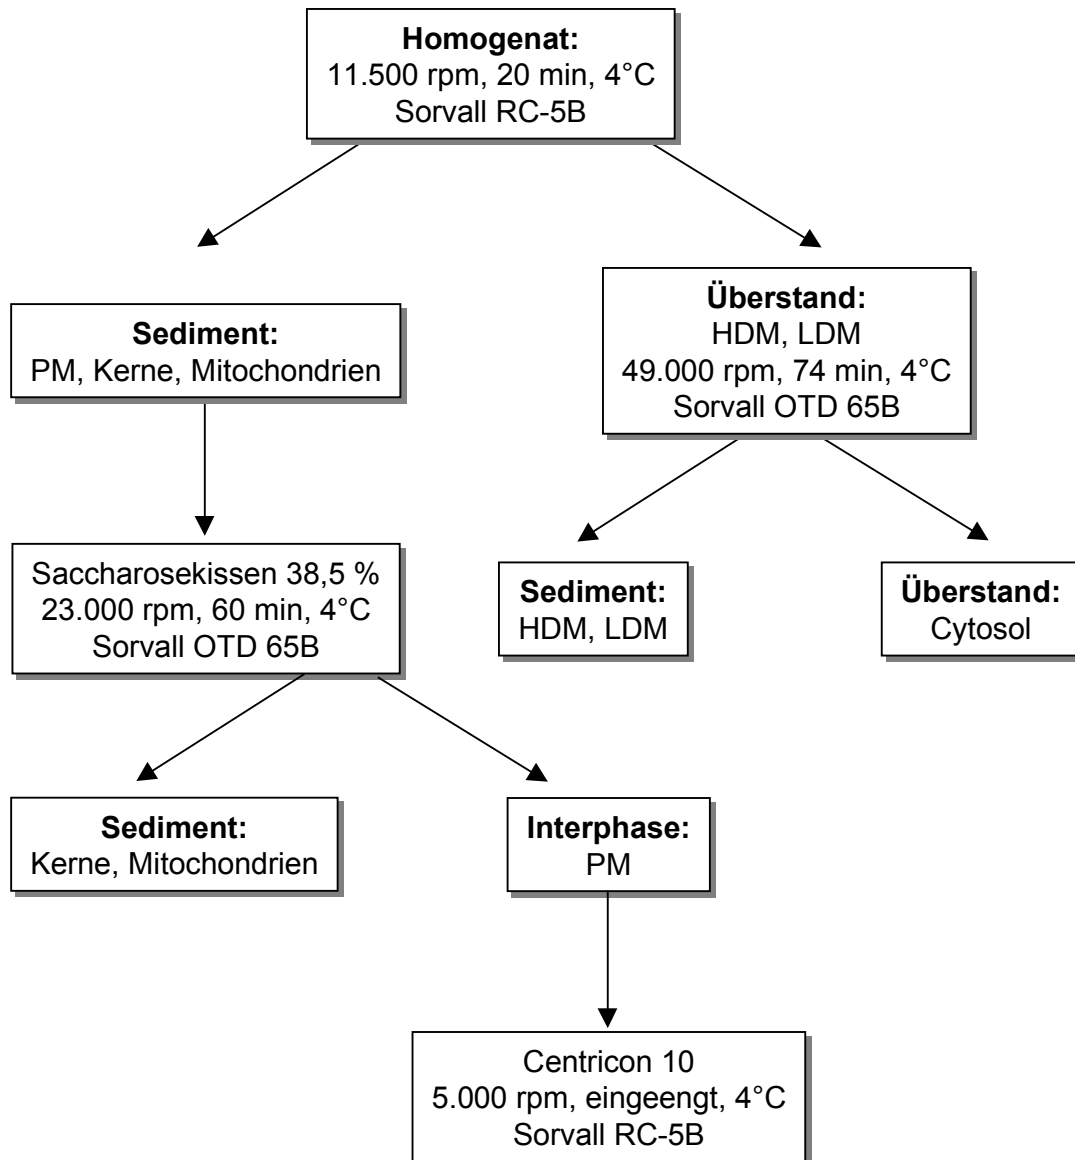 Homogenat:
11.500 rpm, 20 min, 4°C
Sorvall RC-5B
Sediment:
PM, Kerne, Mitochondrien
Überstand:
HDM, LDM
49.000 rpm, 74 min, 4°C
Sorvall OTD 65B
Saccharosekissen 38,5 %
23.000 rpm, 60 min, 4°C
Sorvall OTD 65B
Sediment:
HDM, LDM
Überstand:
Cytosol
Sediment:
Kerne, Mitochondrien
Interphase:
PM
Centricon 10
5.000 rpm, eingeengt, 4°C
Sorvall RC-5B